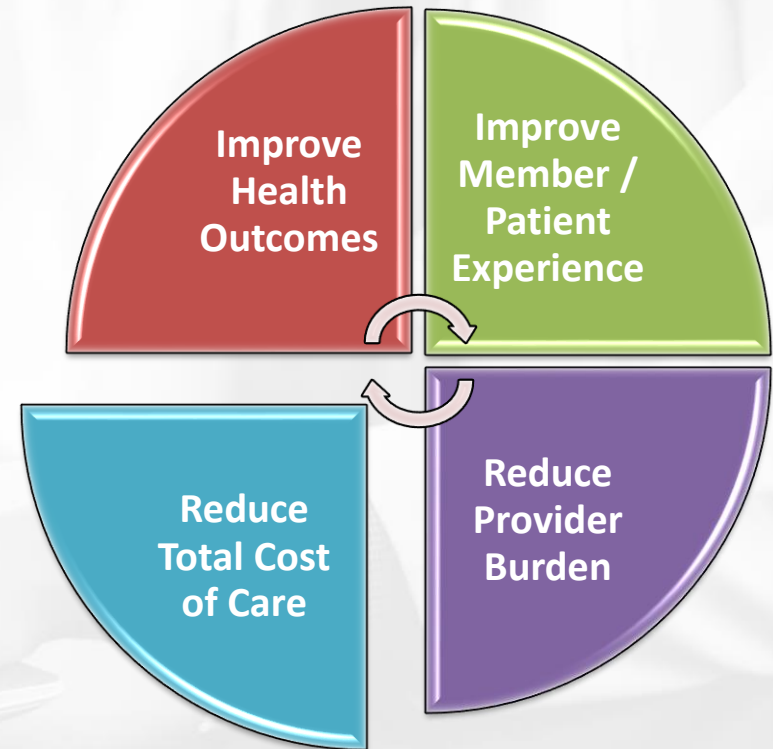 Improve
Health
Outcomes
Improve
Member /
Patient
Experience
Reduce
Total Cost
of Care
Reduce
Provider
Burden